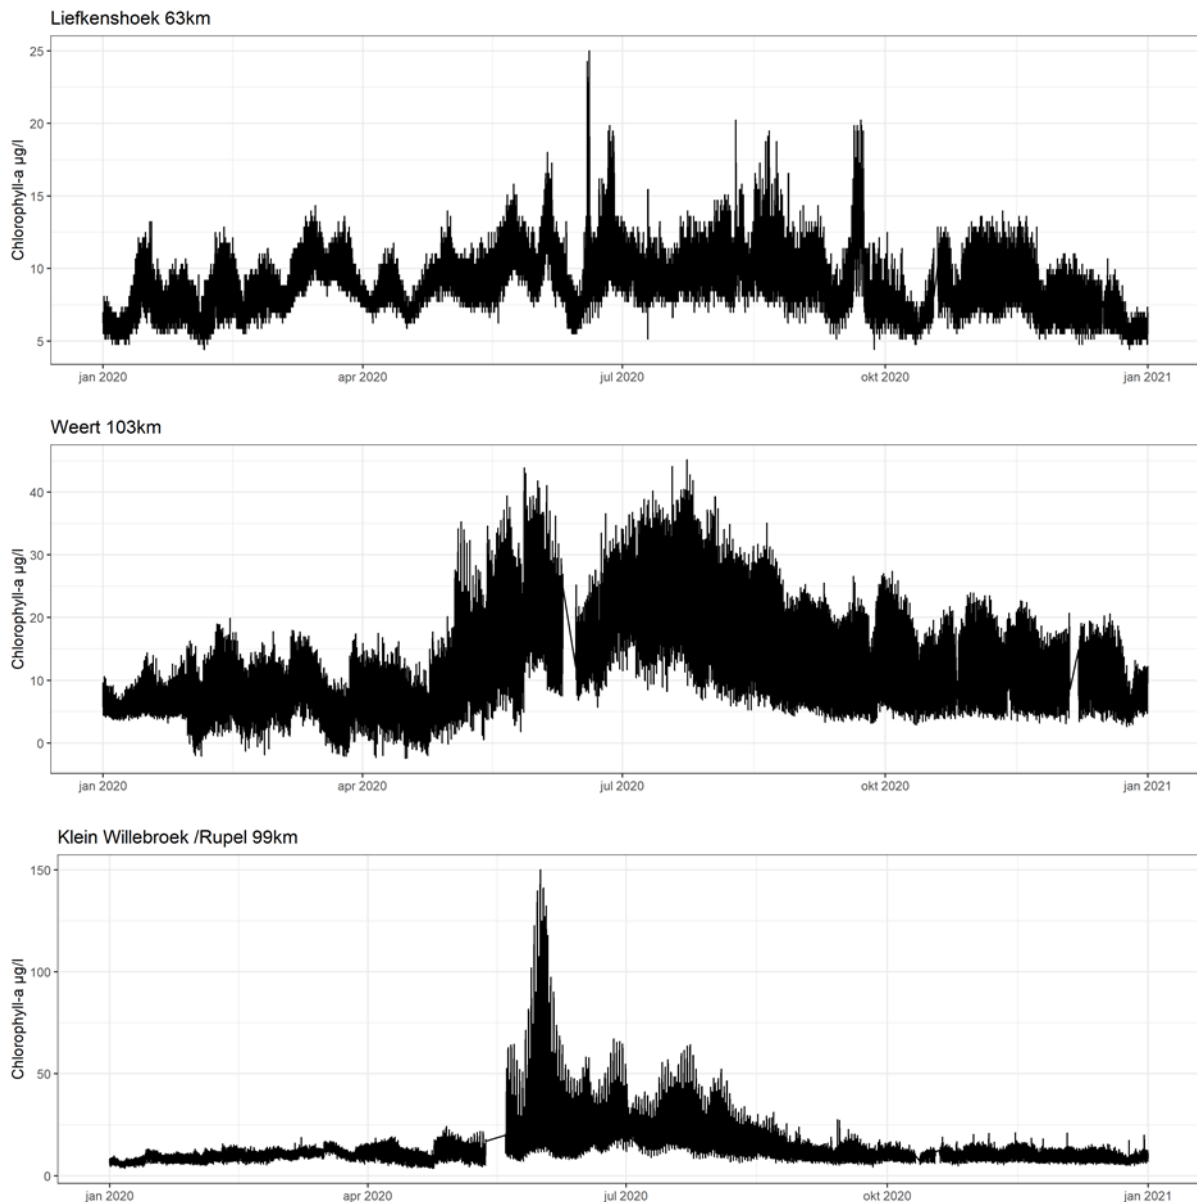 Liefkenshoek 63km
25
20
15
10
5
Chlorophyll-a µg/l
jan 2020 apr 2020 jul 2020 okt 2020 jan 2021
Weert 103km
40
30
20
10
0
Chlorophyll-a µg/l
jan 2020 apr 2020 jul 2020 okt 2020 jan 2021
Klein Willebroek /Rupel 99km
150
100
50
0
Chlorophyll-a µg/l
jan 2020 apr 2020 jul 2020 okt 2020 jan 2021